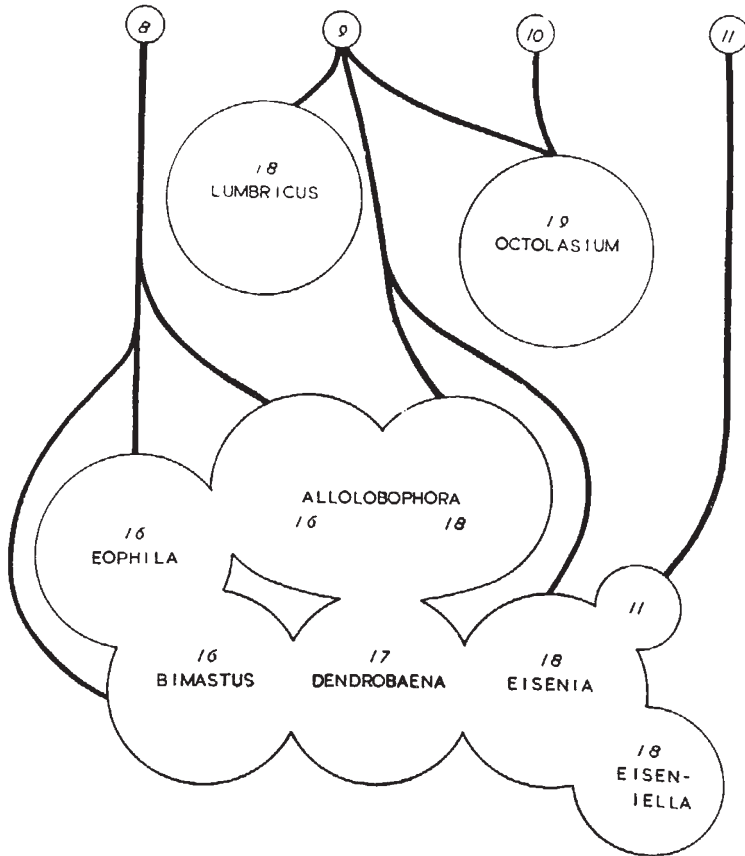 8 9 10 11
18
LUMBRICUS
19
OCTOLASIUM
ALLOLOBOPHORA
16 18
16
EOPHILA
11
16
BIMASTUS
17
DENDROBAENA
18
EISENIA
18
EISEN-
IELLA